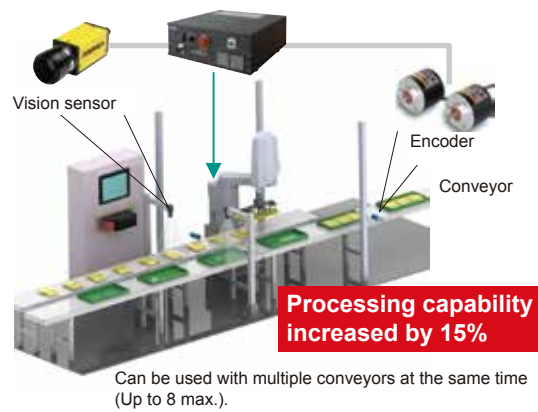 Vision sensor
Encoder
Conveyor
Processing capability
increased by 15%
Can be used with multiple conveyors at the same time
(Up to 8 max.).